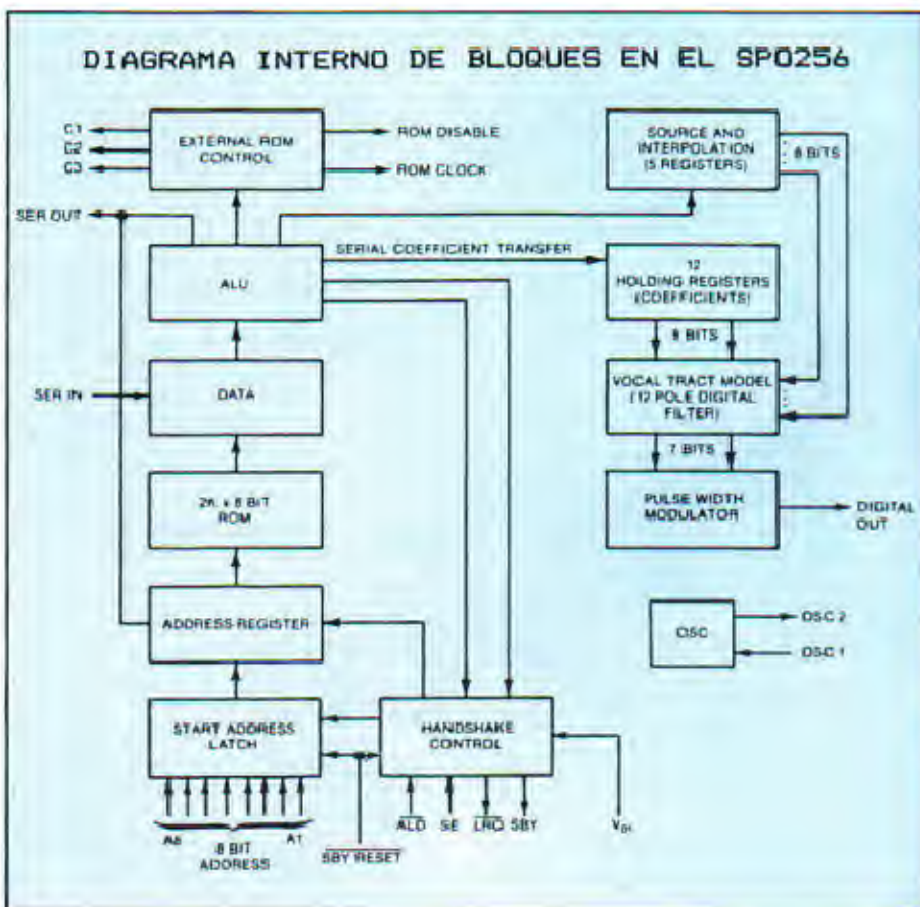 DIAGRAMA INTERNO DE BLOQUES EN EL SPO256
C1
C2
C3
EXTERNAL ROM
CONTROL
ROM DISABLE
ROM CLOCK
SOURCE AND
INTERPOLATION
(5 REGISTERS)
8 BITS
SER OUT
ALU
SERIAL COEFFICIENT TRANSFER
12
HOLDING REGISTERS
(COEFFICIENTS)
8 BITS
SER IN
DATA
VOCAL TRACT MODEL
(12 POLE DIGITAL
FILTER)
7 BITS
2K x 8 BIT
ROM
PULSE WIDTH
MODULATOR
DIGITAL
OUT
ADDRESS REGISTER
OSC
OSC 2
OSC 1
START ADDRESS
LATCH
HANDSHAKE
CONTROL
A8
A1
8 BIT
ADDRESS
SBY RESET
ALD
SE
LRQ
SBY